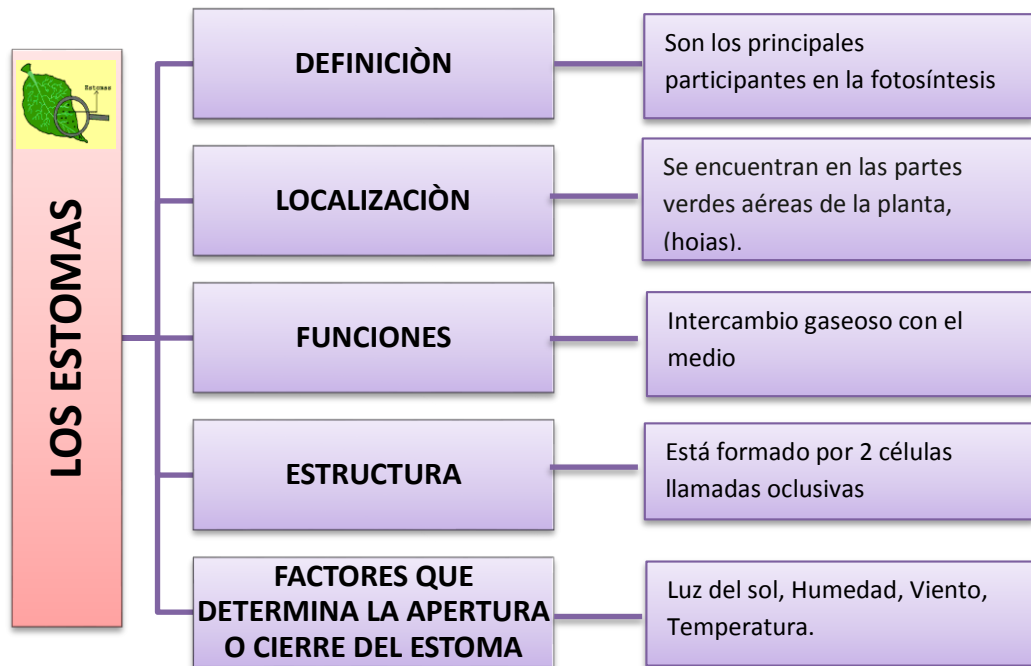 Estomas
LOS ESTOMAS
DEFINICIÒN
Son los principales
participantes en la fotosíntesis
LOCALIZACIÒN
Se encuentran en las partes
verdes aéreas de la planta,
(hojas).
FUNCIONES
Intercambio gaseoso con el
medio
ESTRUCTURA
Está formado por 2 células
llamadas oclusivas
FACTORES QUE
DETERMINA LA APERTURA
O CIERRE DEL ESTOMA
Luz del sol, Humedad, Viento,
Temperatura.